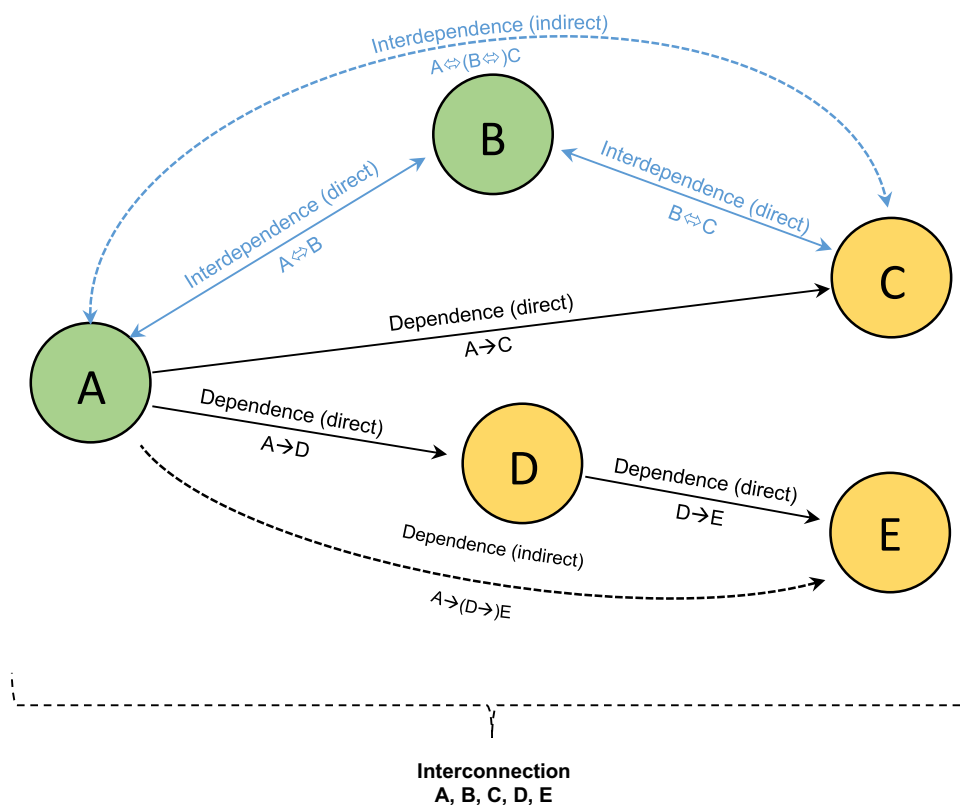 Interdependence (indirect)
A⇔(B⇔)C
B
Interdependence (direct)
A⇔B
Interdependence (direct)
B⇔C
C
Dependence (direct)
A→C
A
Dependence (direct)
A→D
D
Dependence (direct)
D→E
E
Dependence (indirect)
A→(D→)E
Interconnection
A, B, C, D, E